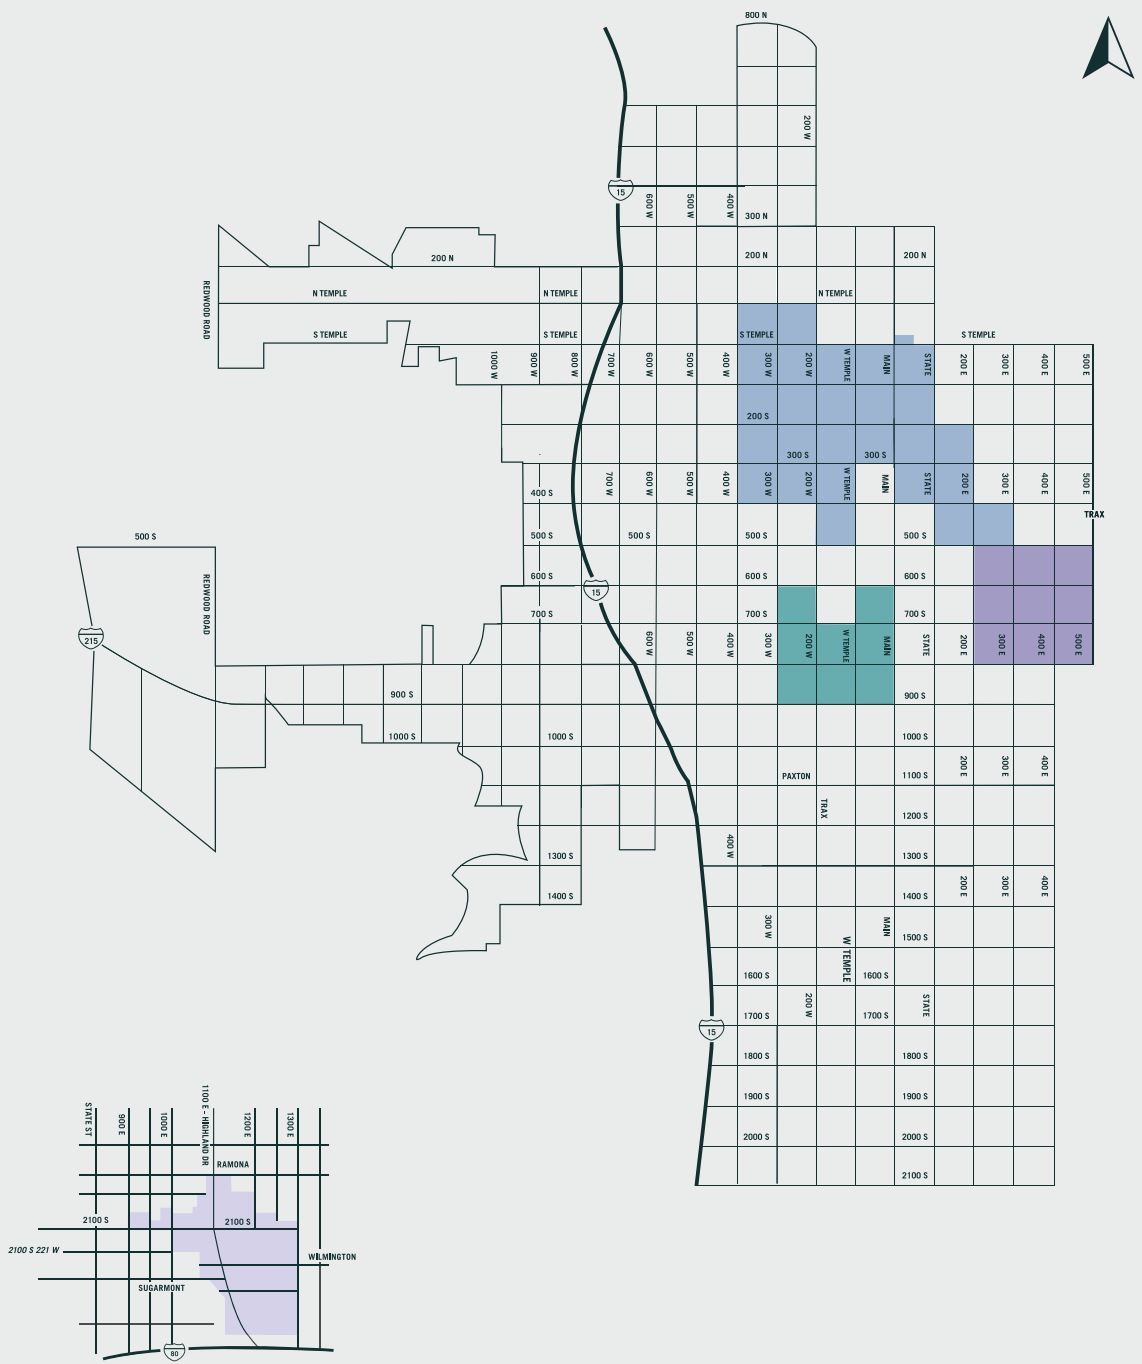 800 N
200 W
15
600 W
500 W
400 W
300 N
200 N
200 N
200 N
REDWOOD ROAD
N TEMPLE
N TEMPLE
N TEMPLE
S TEMPLE
S TEMPLE
S TEMPLE
S TEMPLE
1000 W
900 W
800 W
700 W
600 W
500 W
400 W
300 W
200 W
W TEMPLE
MAIN
STATE
200 E
300 E
400 E
500 E
200 S
300 S
300 S
400 S
700 W
600 W
500 W
400 W
300 W
200 W
W TEMPLE
MAIN
STATE
200 E
300 E
400 E
500 E
TRAX
500 S
500 S
500 S
500 S
500 S
REDWOOD ROAD
600 S
600 S
600 S
15
700 S
700 S
700 S
215
600 W
500 W
400 W
300 W
200 W
W TEMPLE
MAIN
STATE
200 E
300 E
400 E
500 E
900 S
900 S
1000 S
1000 S
1000 S
PAXTON
1100 S
200 E
300 E
400 E
TRAX
1200 S
400 W
1300 S
1300 S
1400 S
1400 S
200 E
300 E
400 E
300 W
W TEMPLE
MAIN
1500 S
1600 S
1600 S
200 W
STATE
1700 S
1700 S
15
1800 S
1800 S
1900 S
1900 S
2000 S
2000 S
2100 S
STATE ST
900 E
1000 E
1100 E - HIGHLAND DR
1200 E
1300 E
RAMONA
2100 S
2100 S
2100 S 221 W
WILMINGTON
SUGARMONT
80